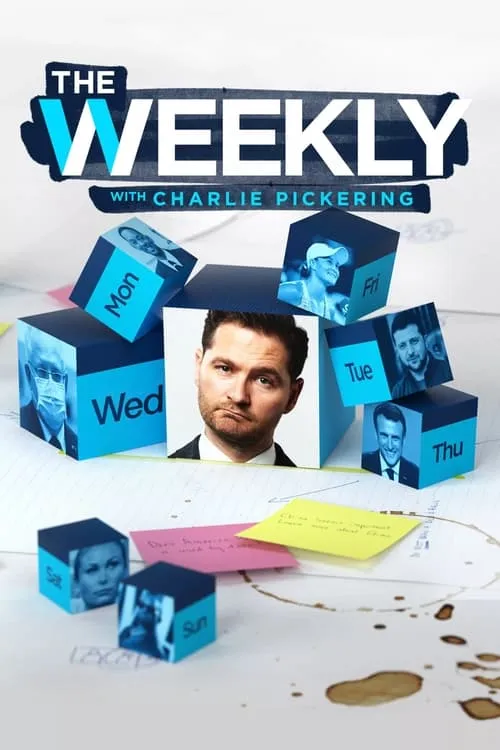 THE
WEEKLY
WITH CHARLIE PICKERING
Mon
Fri
Wed
Tue
Thu
Sat
Sun